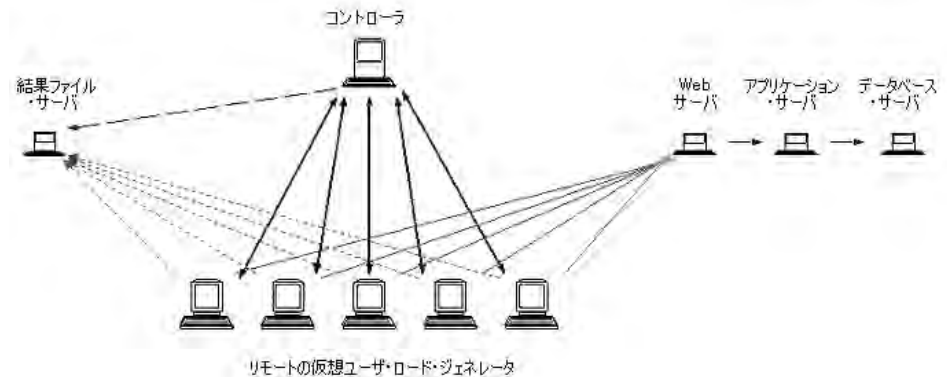 コントローラ
結果ファイル
・サーバ
Web
サーバ
アプリケーション
・サーバ
データベース
・サーバ
リモートの仮想ユーザ・ロード・ジェネレータ